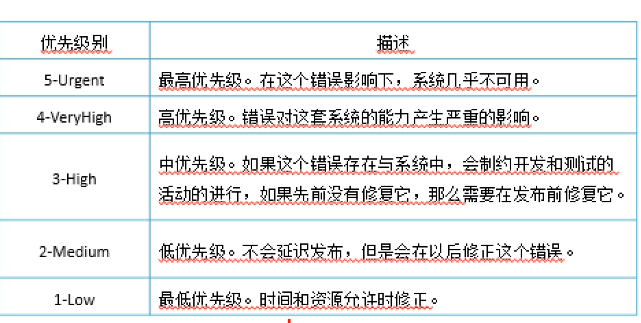 优先级别 描述
5-Urgent 最高优先级。在这个错误影响下，系统几乎不可用。
4-VeryHigh 高优先级。错误对这套系统的能力产生严重的影响。
3-High 中优先级。如果这个错误存在与系统中，会制约开发和测试的
活动的进行，如果先前没有修复它，那么需要在发布前修复它。
2-Medium 低优先级。不会延迟发布，但是会在以后修正这个错误。
1-Low 最低优先级。时间和资源允许时修正。